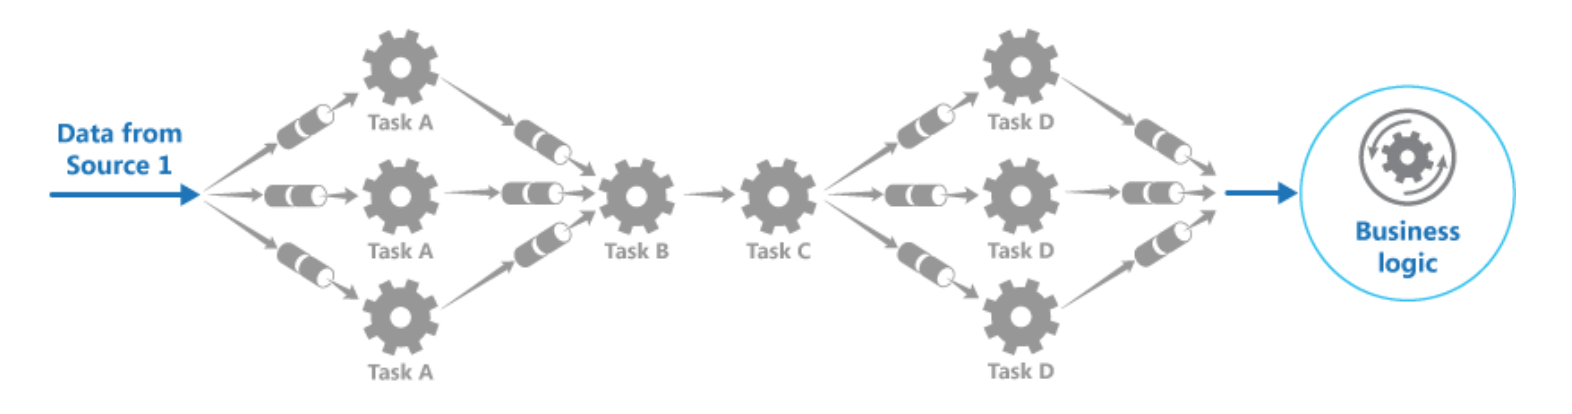 Data from
Source 1
Task A
Task A
Task A
Task B
Task C
Task D
Task D
Task D
Business
logic